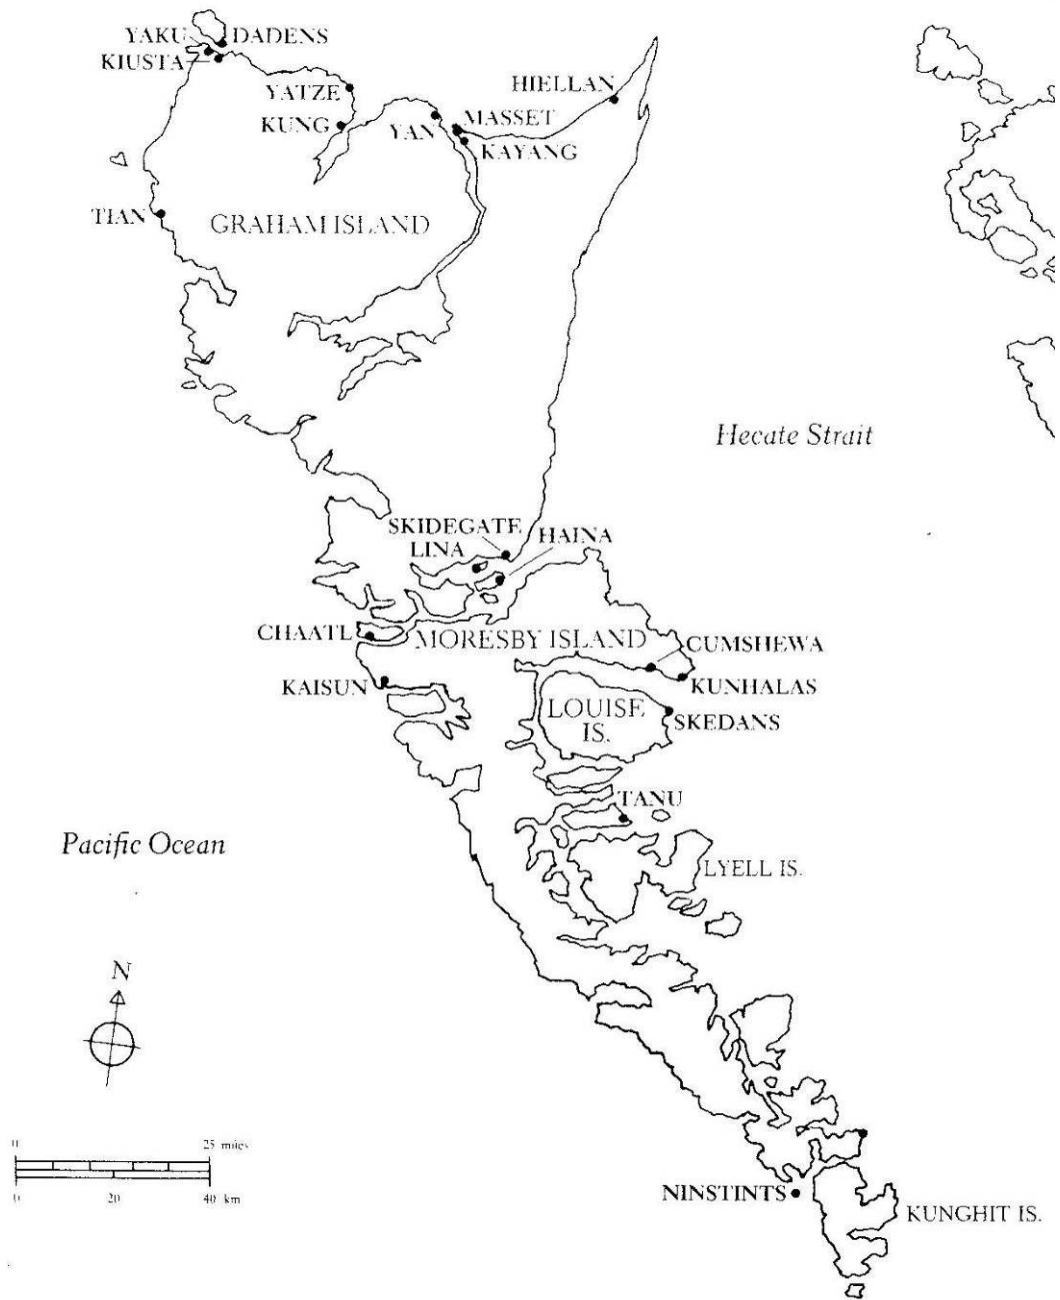 YAKU
DADENS
KIUSTA
HIELLAN
YATZE
MASSET
KUNG
YAN
KAYANG
TIAN
GRAHAM ISLAND
Hecate Strait
SKIDEGATE
HAINA
LINA
CHAATL
MORESBY ISLAND
CUMSHEWA
KAISUN
KUNHALAS
LOUISE
IS.
SKEDANS
TANU
Pacific Ocean
LYELL IS.
N
0 25 miles
0 20 40 km
NINSTINTS
KUNGHIT IS.